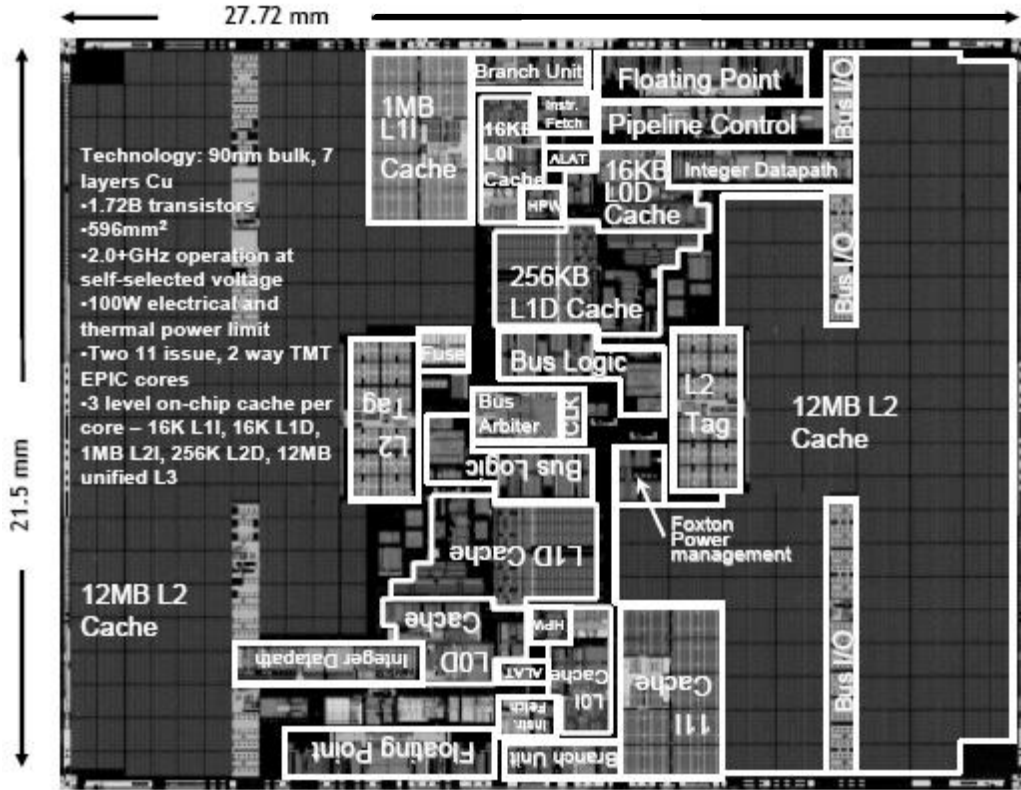 27.72 mm
21.5 mm
Technology: 90nm bulk, 7
layers Cu
•1.72B transistors
•596mm²
•2.0+GHz operation at
self-selected voltage
•100W electrical and
thermal power limit
•Two 11 issue, 2 way TMT
EPIC cores
•3 level on-chip cache per
core – 16K L1I, 16K L1D,
1MB L2I, 256K L2D, 12MB
unified L3
1MB
L1I
Cache
Branch Unit
Instr.
Fetch
16KB
L0I
Cache
ALAT
HPW
Floating Point
Pipeline Control
16KB
L0D
Cache
Integer Datapath
Bus I/O
Bus I/O
256KB
L1D Cache
Bus Logic
Fuse
L2
Tag
Bus
Arbiter
CLK
L2
Tag
12MB L2
Cache
Bus Logic
Foxton
Power
management
L1D Cache
12MB L2
Cache
Cache
L0D
HPW
Integer Datapath
ALAT
Cache
L0I
Cache
11I
Instr.
Fetch
Floating Point
Branch Unit
Bus I/O